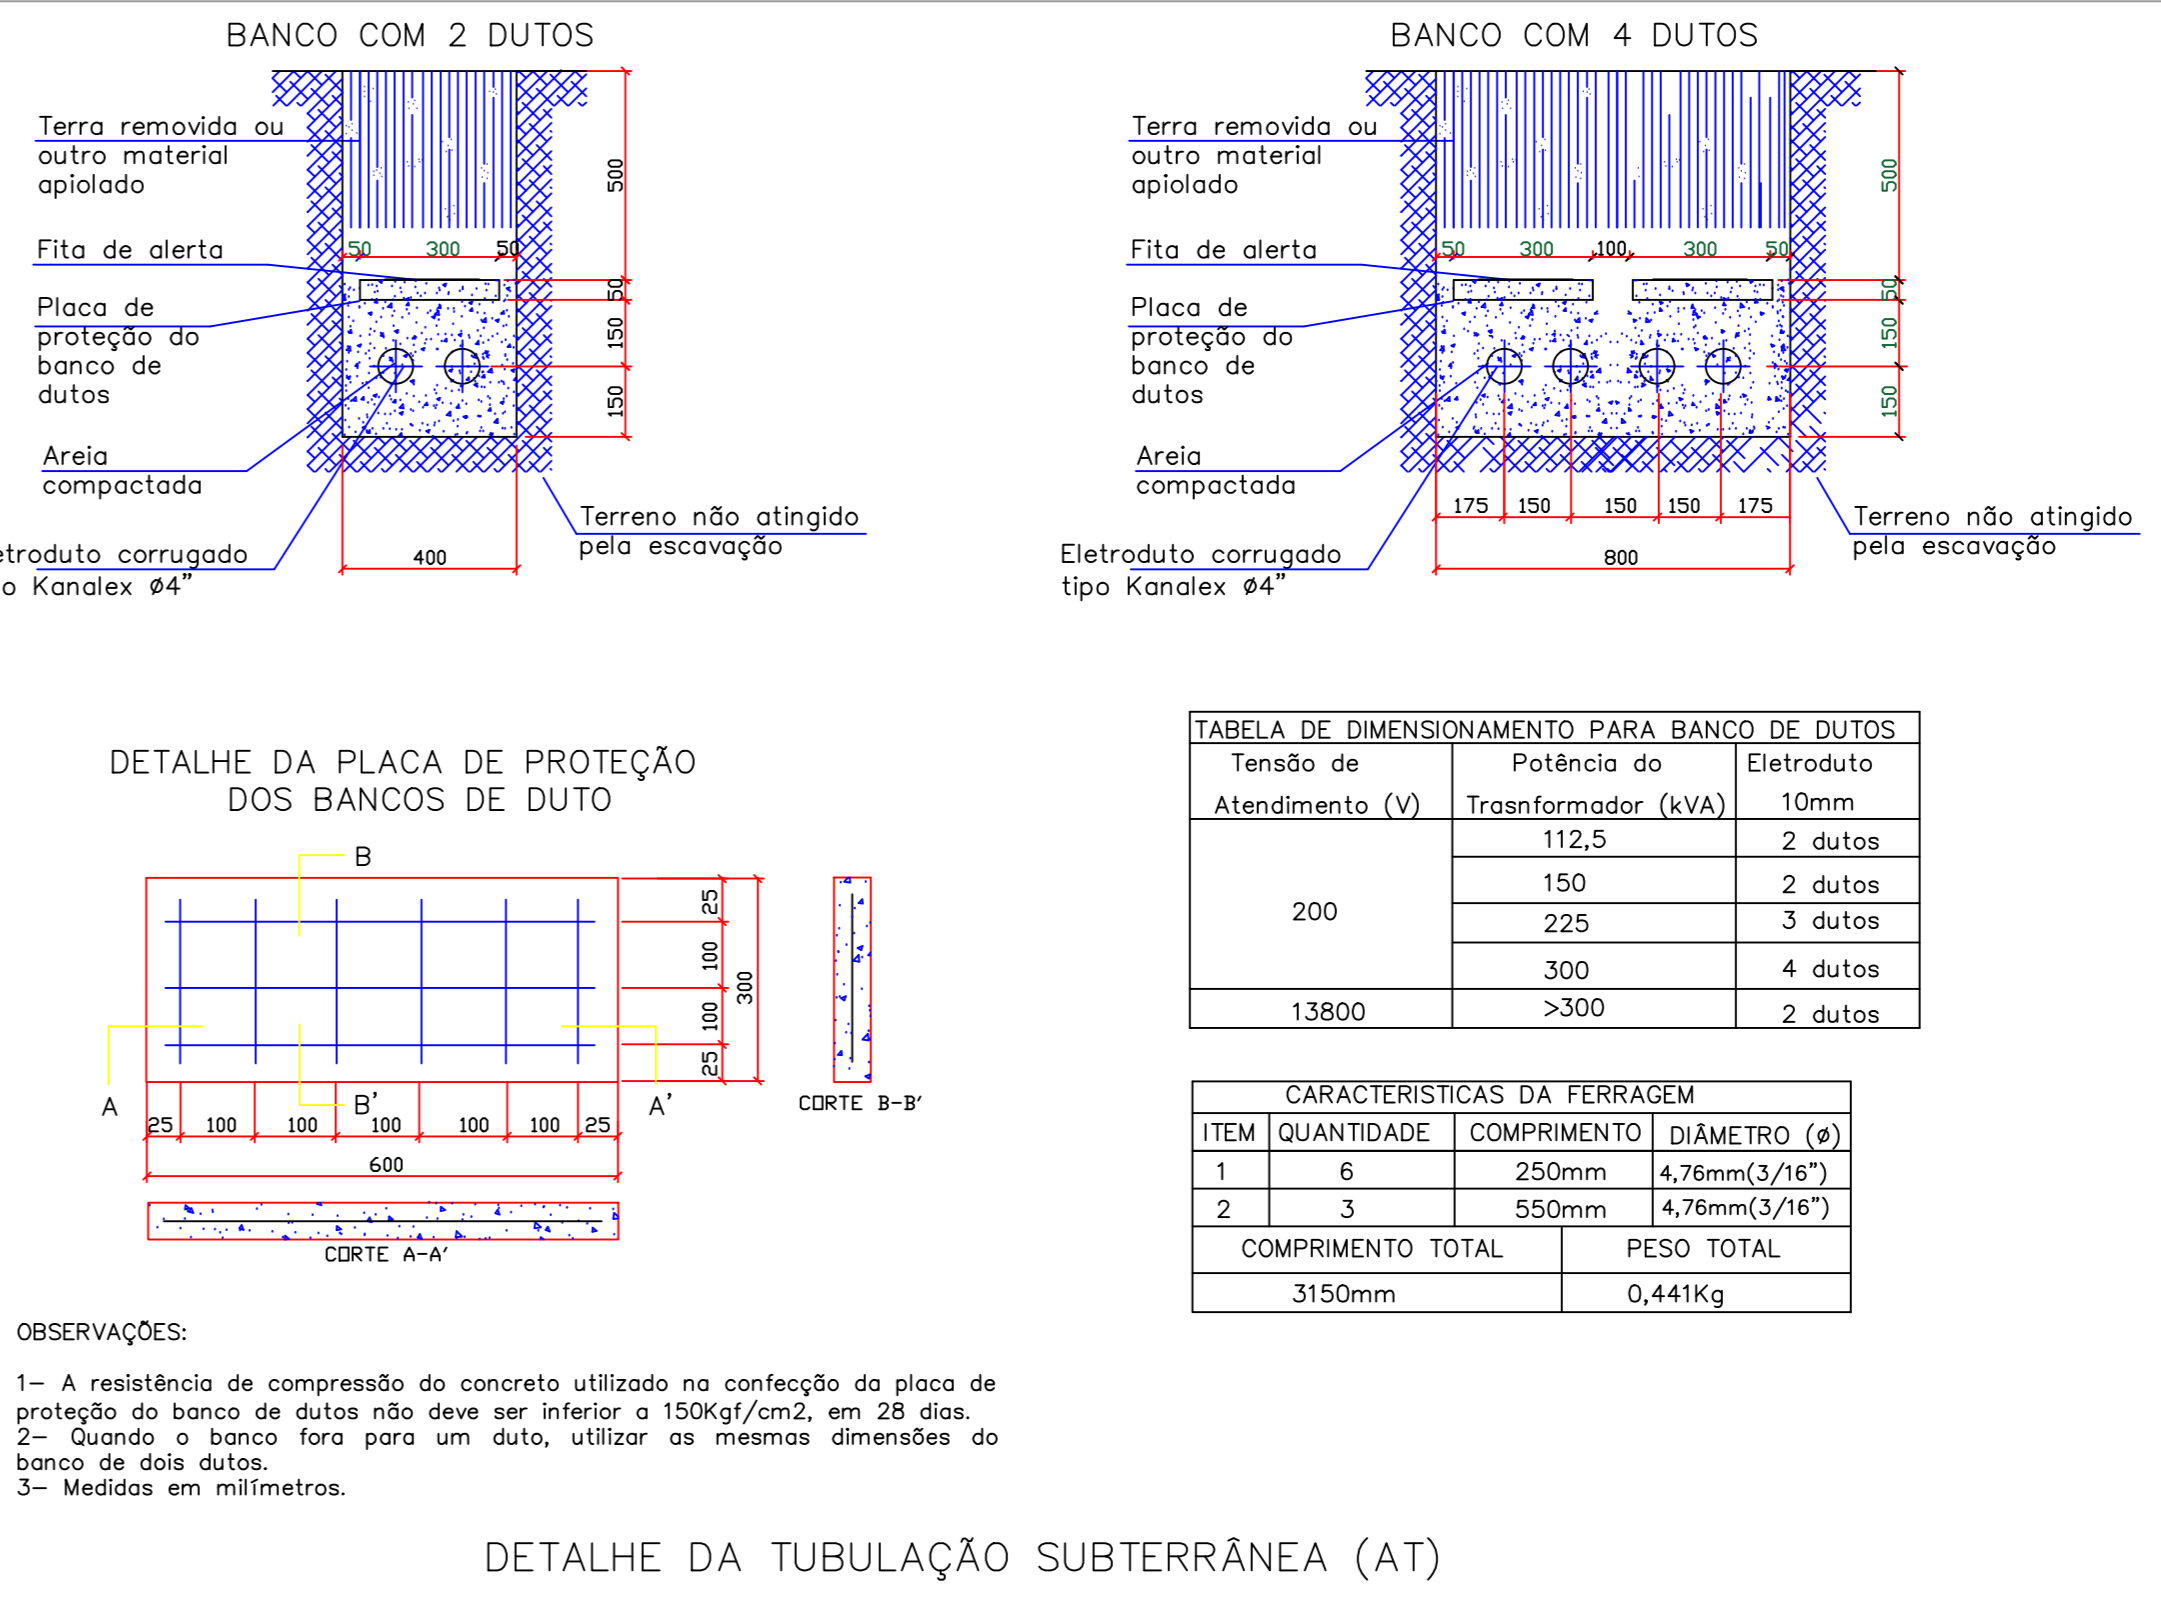 BANCO COM 2 DUTOS
Terra removida ou
outro material
apiolado
Fita de alerta
Placa de
proteção do
banco de
dutos
Areia
compactada
etroduto corrugado
o Kanalex ø4"
Terreno não atingido
pela escavação
50 300 50
500
50
150
150
400
BANCO COM 4 DUTOS
Terra removida ou
outro material
apiolado
Fita de alerta
Placa de
proteção do
banco de
dutos
Areia
compactada
Eletroduto corrugado
tipo Kanalex ø4"
Terreno não atingido
pela escavação
50 300 100 300 50
500
50
150
150
175 150 150 150 175
800
DETALHE DA PLACA DE PROTEÇÃO
DOS BANCOS DE DUTO
B
A
B'
A'
25
100
100
25
300
25 100 100 100 100 100 25
600
CORTE B-B'
CORTE A-A'
TABELA DE DIMENSIONAMENTO PARA BANCO DE DUTOS
Tensão de Potência do Eletroduto
Atendimento (V) Trasnformador (kVA) 10mm
112,5 2 dutos
150 2 dutos
200
225 3 dutos
300 4 dutos
13800 >300 2 dutos
CARACTERISTICAS DA FERRAGEM
ITEM QUANTIDADE COMPRIMENTO DIÂMETRO (ø)
1 6 250mm 4,76mm(3/16")
2 3 550mm 4,76mm(3/16")
COMPRIMENTO TOTAL PESO TOTAL
3150mm 0,441Kg
OBSERVAÇÕES:
1- A resistência de compressão do concreto utilizado na confecção da placa de
proteção do banco de dutos não deve ser inferior a 150Kgf/cm2, em 28 dias.
2- Quando o banco fora para um duto, utilizar as mesmas dimensões do
banco de dois dutos.
3- Medidas em milímetros.
DETALHE DA TUBULAÇÃO SUBTERRÂNEA (AT)